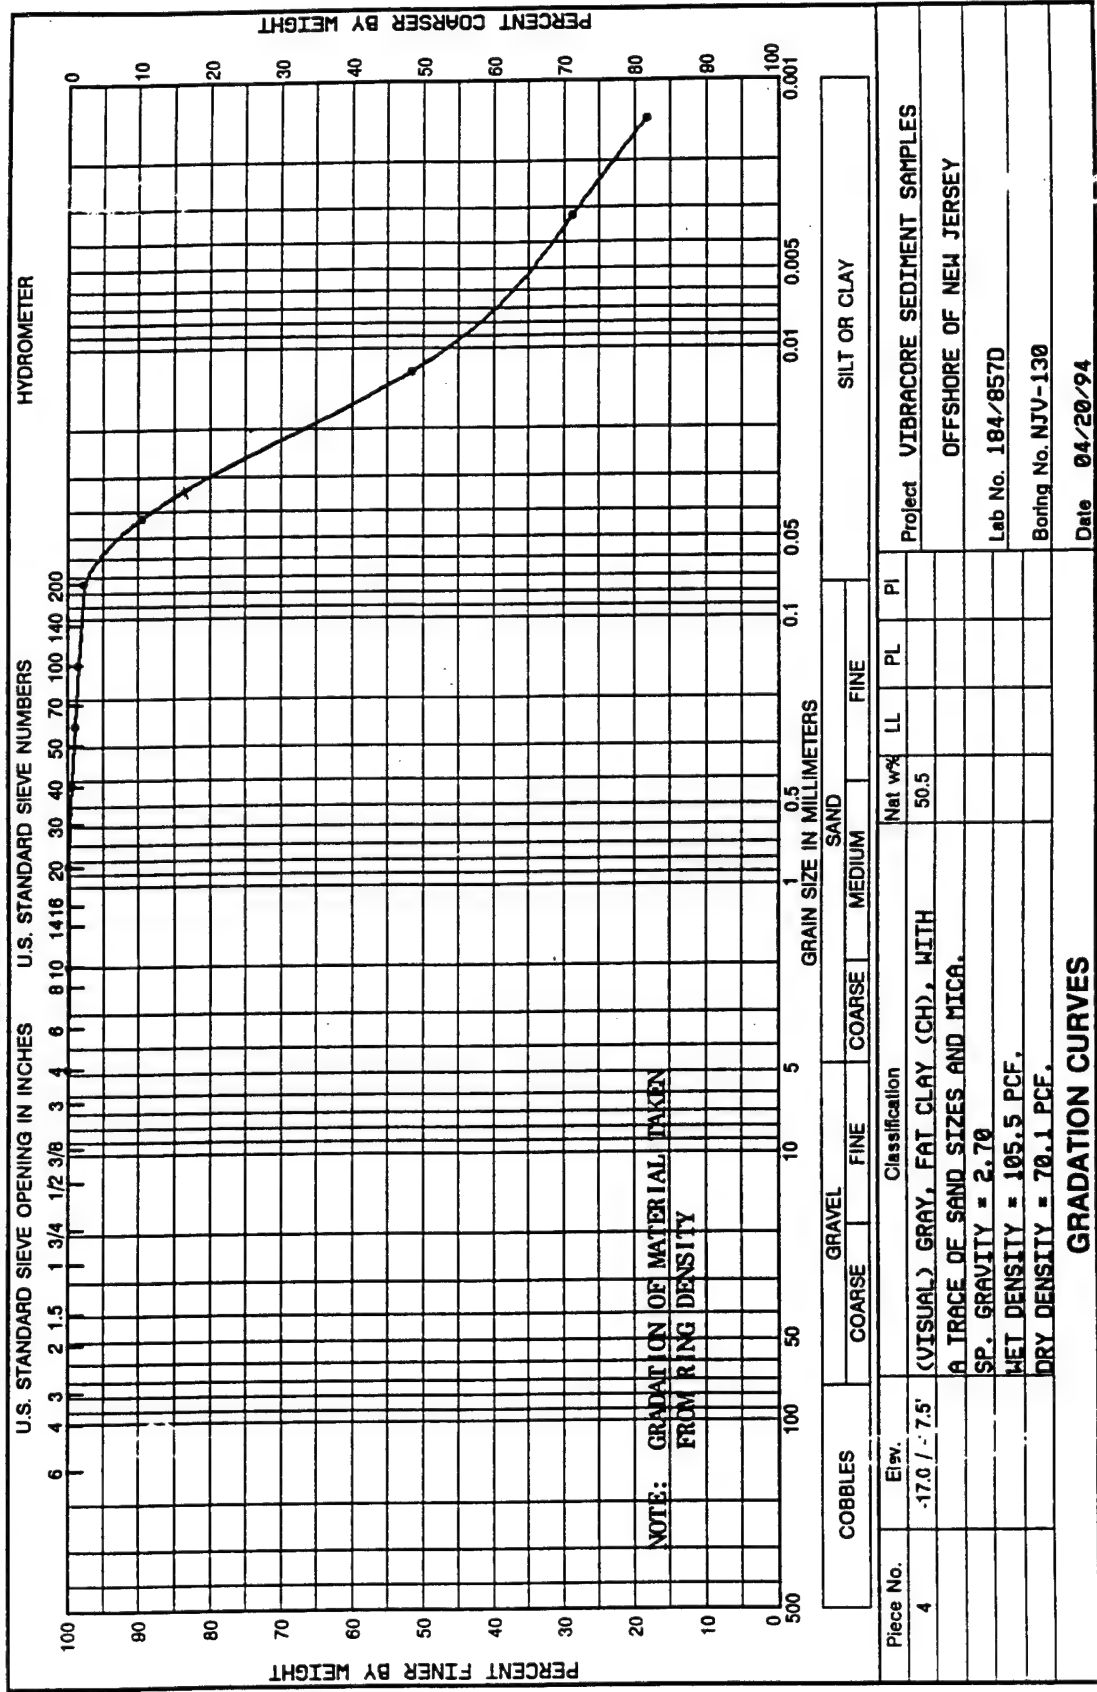 U.S. STANDARD SIEVE OPENING IN INCHES U.S. STANDARD SIEVE NUMBERS HYDROMETER
6 4 3 2 1.5 1 3/4 1/2 3/8 3 4 6 8 10 14 16 20 30 40 50 70 100 140 200
PERCENT FINER BY WEIGHT
100
90
80
70
60
50
40
30
20
10
0
PERCENT COARSER BY WEIGHT
0
10
20
30
40
50
60
70
80
90
100
NOTE: GRADATION OF MATERIAL TAKEN
FROM RING DENSITY
500 100 50 10 5 1 0.5 0.1 0.05 0.01 0.005 0.001
GRAIN SIZE IN MILLIMETERS
COBBLES GRAVEL SAND SILT OR CLAY
COARSE FINE COARSE MEDIUM FINE
Piece No. Elev. Classification Nat w% LL PL PI
4 (VISUAL) GRAY, FAT CLAY (CH), WITH 50.5
A TRACE OF SAND SIZES AND MICA.
SP. GRAVITY = 2.70
WET DENSITY = 105.5 PCF.
DRY DENSITY = 70.1 PCF.
Project VIBRACORE SEDIMENT SAMPLES
OFFSHORE OF NEW JERSEY
Lab No. 184/857D
Boring No. NJV-130
Date 04/20/94
GRADATION CURVES